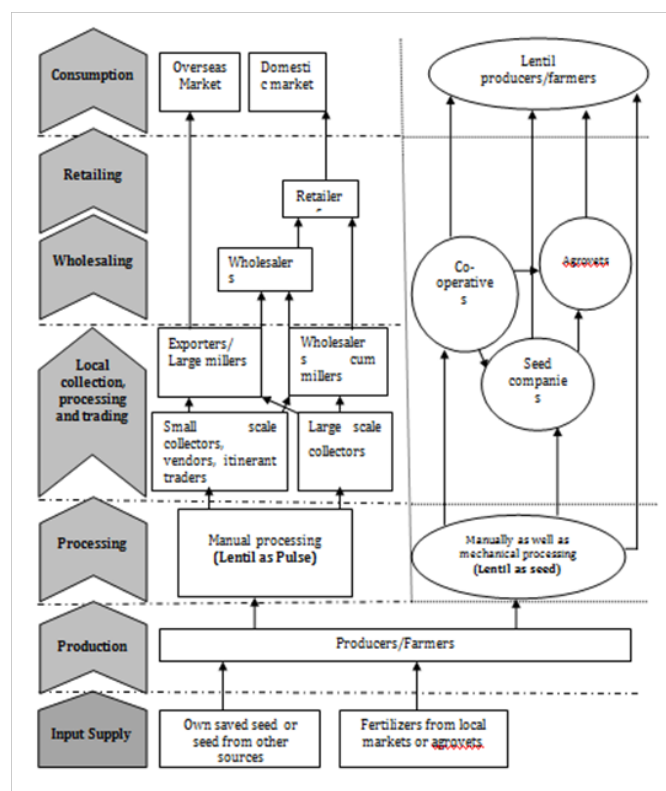 Consumption
Overseas
Market
Domesti
c market
Lentil
producers/farmers
Retailing
Retailer
Wholesaling
Wholesaler
s
Co-
operative
s
Agrovets
Local
collection,
processing
and trading
Exporters/
Large millers
Wholesaler
s cum
millers
Seed
companie
s
Small scale
collectors,
vendors, itinerant
traders
Large scale
collectors
Processing
Manual processing
(Lentil as Pulse)
Manually as well as
mechanical processing
(Lentil as seed)
Production
Producers/Farmers
Input Supply
Own saved seed or
seed from other
sources
Fertilizers from local
markets or agrovets